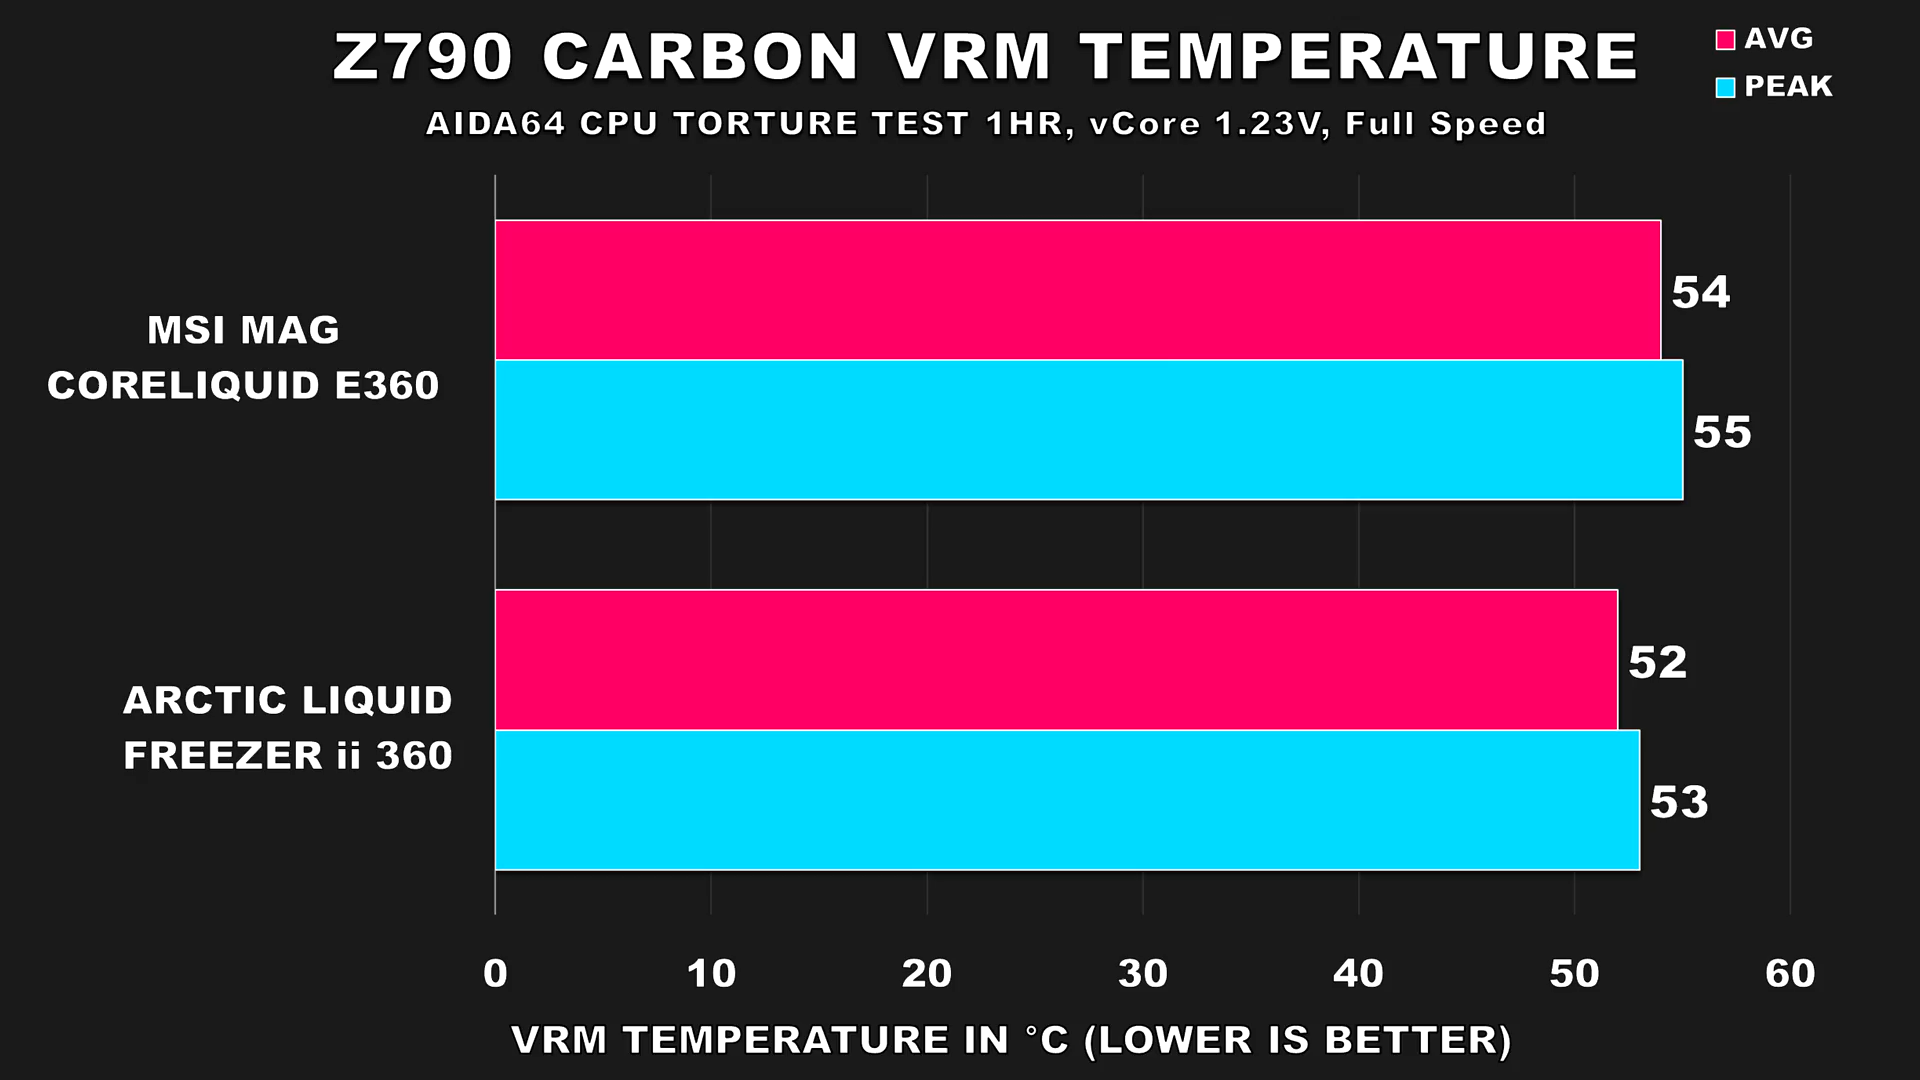 Z790 CARBON VRM TEMPERATURE
AIDA64 CPU TORTURE TEST 1HR, vCore 1.23V, Full Speed
AVG
PEAK
MSI MAG
CORELIQUID E360
54
55
ARCTIC LIQUID
FREEZER ii 360
52
53
0 10 20 30 40 50 60
VRM TEMPERATURE IN °C (LOWER IS BETTER)